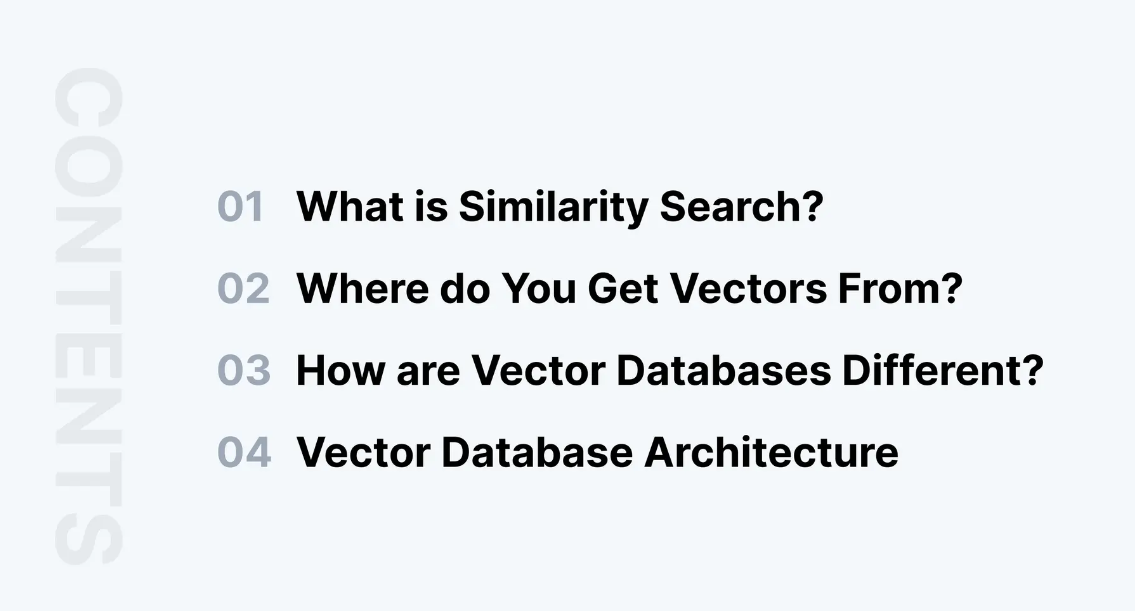 CONTENTS
01 What is Similarity Search?
02 Where do You Get Vectors From?
03 How are Vector Databases Different?
04 Vector Database Architecture